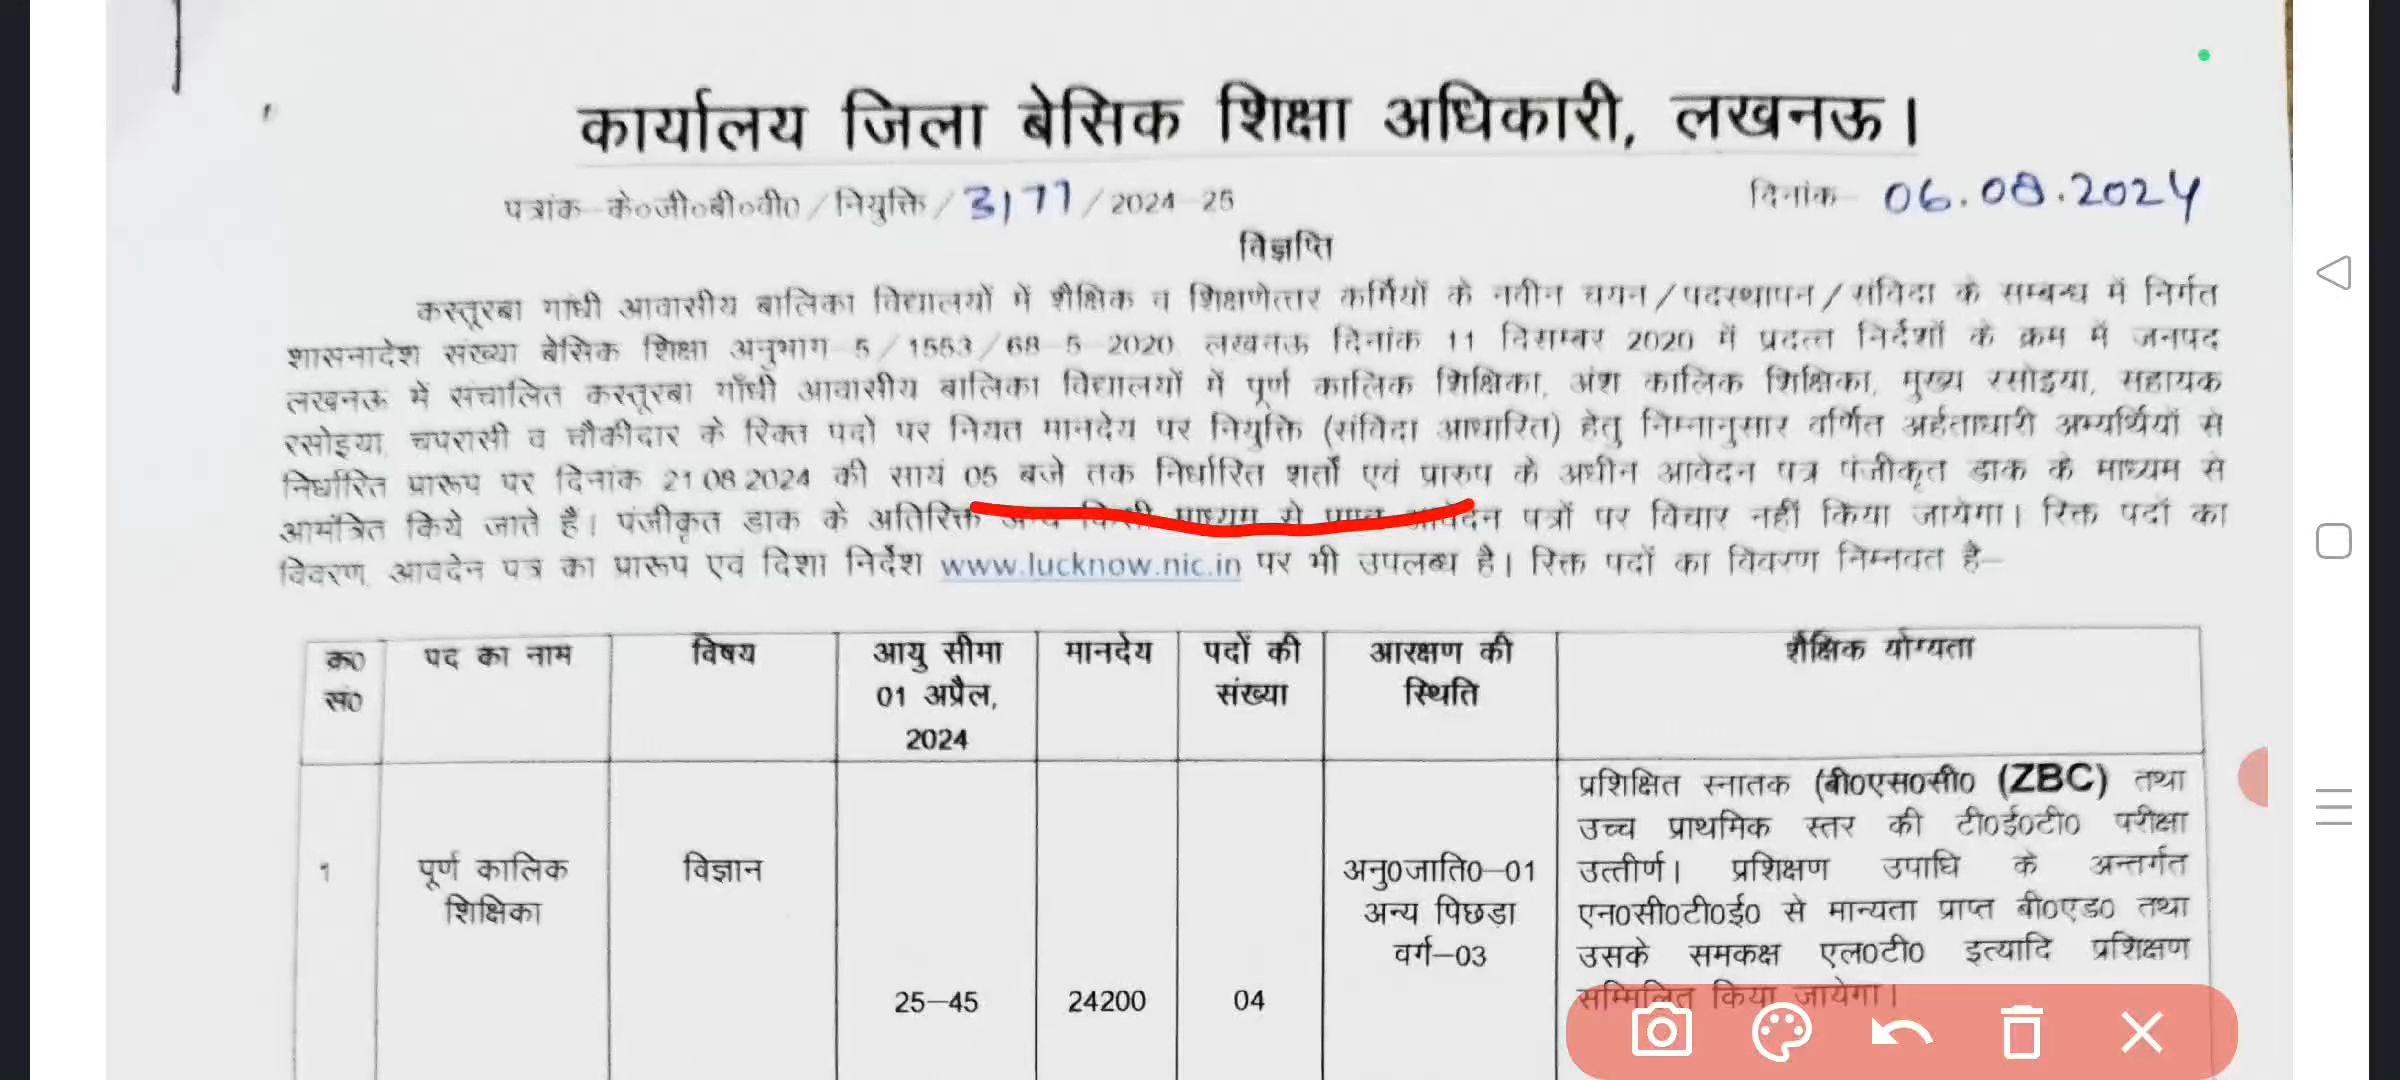 कार्यालय जिला बेसिक शिक्षा अधिकारी, लखनऊ।
पत्रांक–के०जी०बी०वी०/नियुक्ति/3177/2024-25 दिनांक– 06.08.2024
विज्ञप्ति
कस्तूरबा गांधी आवासीय बालिका विद्यालयों में शैक्षिक व शिक्षणेत्तर कर्मियों के नवीन चयन/पदस्थापन/संविदा के सम्बन्ध में निर्गत
शासनादेश संख्या बेसिक शिक्षा अनुभाग-5/1553/68-5-2020 लखनऊ दिनांक 11 दिसम्बर 2020 में प्रदत्त निर्देशों के क्रम में जनपद
लखनऊ में संचालित कस्तूरबा गाँधी आवासीय बालिका विद्यालयों में पूर्ण कालिक शिक्षिका, अंश कालिक शिक्षिका, मुख्य रसोइया, सहायक
रसोइया, चपरासी व चौकीदार के रिक्त पदों पर नियत मानदेय पर नियुक्ति (संविदा आधारित) हेतु निम्नानुसार वर्णित अर्हताधारी अभ्यर्थियों से
निर्धारित प्रारूप पर दिनांक 21.08.2024 की सायं 05 बजे तक निर्धारित शर्तों एवं प्रारुप के अधीन आवेदन पत्र पंजीकृत डाक के माध्यम से
आमंत्रित किये जाते है। पंजीकृत डाक के अतिरिक्त अन्य किसी माध्यम से प्राप्त आवेदन पत्रों पर विचार नहीं किया जायेगा। रिक्त पदों का
विवरण, आवदेन पत्र का प्रारूप एवं दिशा निर्देश www.lucknow.nic.in पर भी उपलब्ध है। रिक्त पदों का विवरण निम्नवत है–
क०
सं०
पद का नाम
विषय
आयु सीमा
01 अप्रैल,
2024
मानदेय
पदों की
संख्या
आरक्षण की
स्थिति
शैक्षिक योग्यता
1
पूर्ण कालिक
शिक्षिका
विज्ञान
25–45
24200
04
अनु0जाति0–01
अन्य पिछड़ा
वर्ग–03
प्रशिक्षित स्नातक (बी0एस0सी0 (ZBC) तथा
उच्च प्राथमिक स्तर की टी0ई0टी0 परीक्षा
उत्तीर्ण। प्रशिक्षण उपाधि के अन्तर्गत
एन0सी0टी0ई0 से मान्यता प्राप्त बी0एड0 तथा
उसके समकक्ष एल0टी0 इत्यादि प्रशिक्षण
सम्मिलित किया जायेगा।